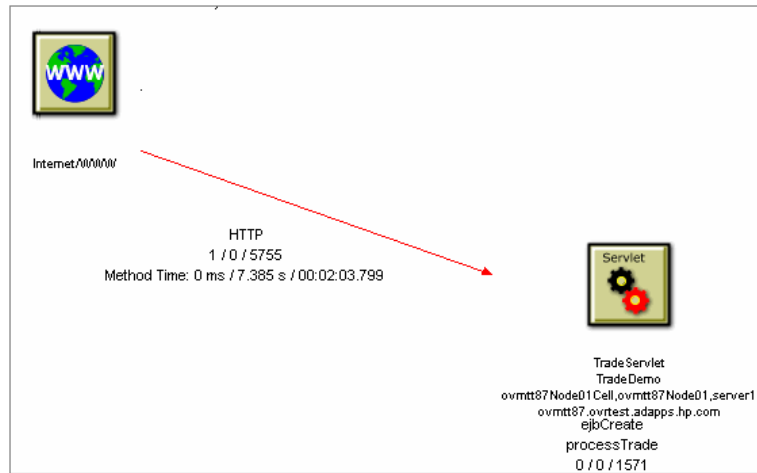 WWW
Internet/WWW
HTTP
1 / 0 / 5755
Method Time: 0 ms / 7.385 s / 00:02:03.799
Servlet
TradeServlet
TradeDemo
ovmtt87Node01Cell,ovmtt87Node01,server1
ovmtt87.ovrtest.adapps.hp.com
ejbCreate
processTrade
0 / 0 / 1571